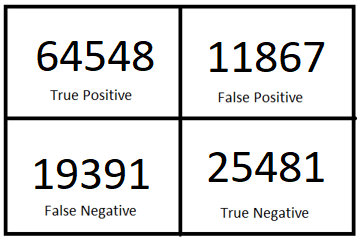 64548
True Positive
11867
False Positive
19391
False Negative
25481
True Negative